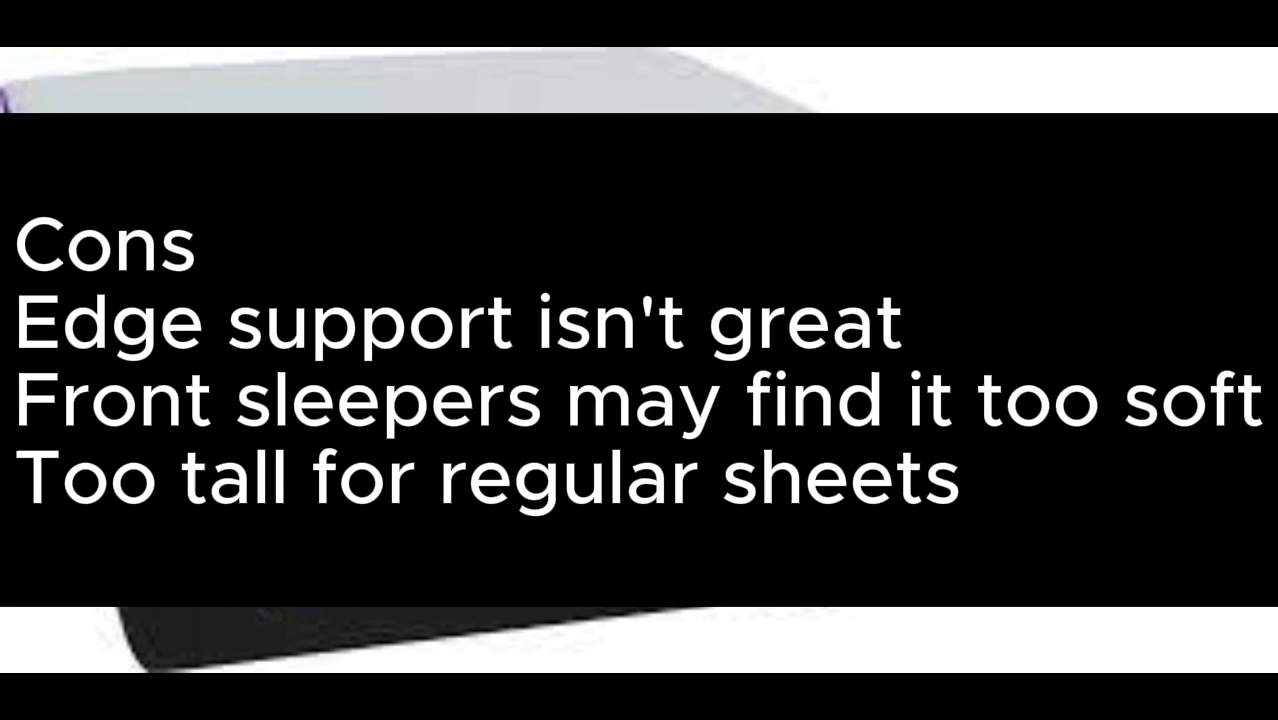 Cons
Edge support isn't great
Front sleepers may find it too soft
Too tall for regular sheets